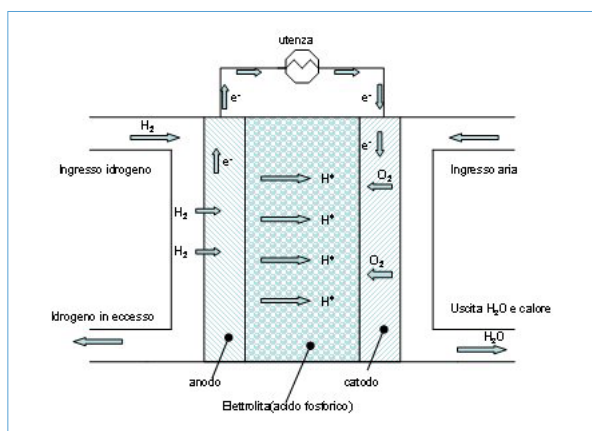 utenza
e⁻
e⁻
H₂
e⁻
e⁻
Ingresso idrogeno
Ingresso aria
H⁺
O₂
H₂
H⁺
H₂
H⁺
O₂
H⁺
Idrogeno in eccesso
Uscita H₂O e calore
H₂O
anodo
catodo
Elettrolita(acido fosforico)